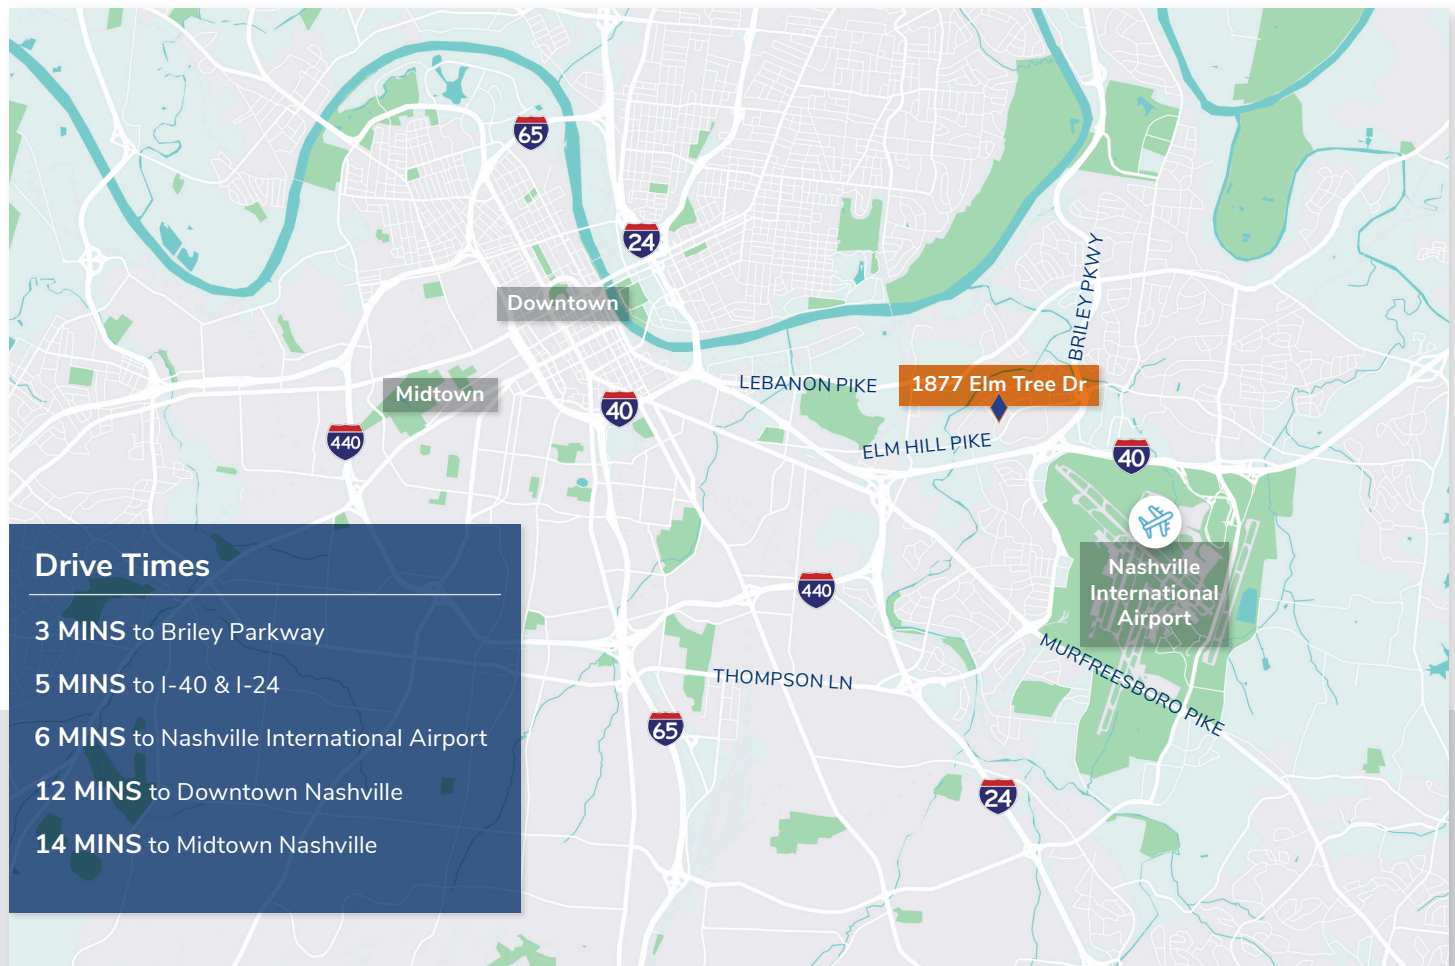 65
24
BRILEY PKWY
Downtown
LEBANON PIKE
1877 Elm Tree Dr
Midtown
40
440
ELM HILL PIKE
40
Nashville
International
Airport
440
MURFREESBORO PIKE
THOMPSON LN
65
24
Drive Times
3 MINS to Briley Parkway
5 MINS to I-40 & I-24
6 MINS to Nashville International Airport
12 MINS to Downtown Nashville
14 MINS to Midtown Nashville